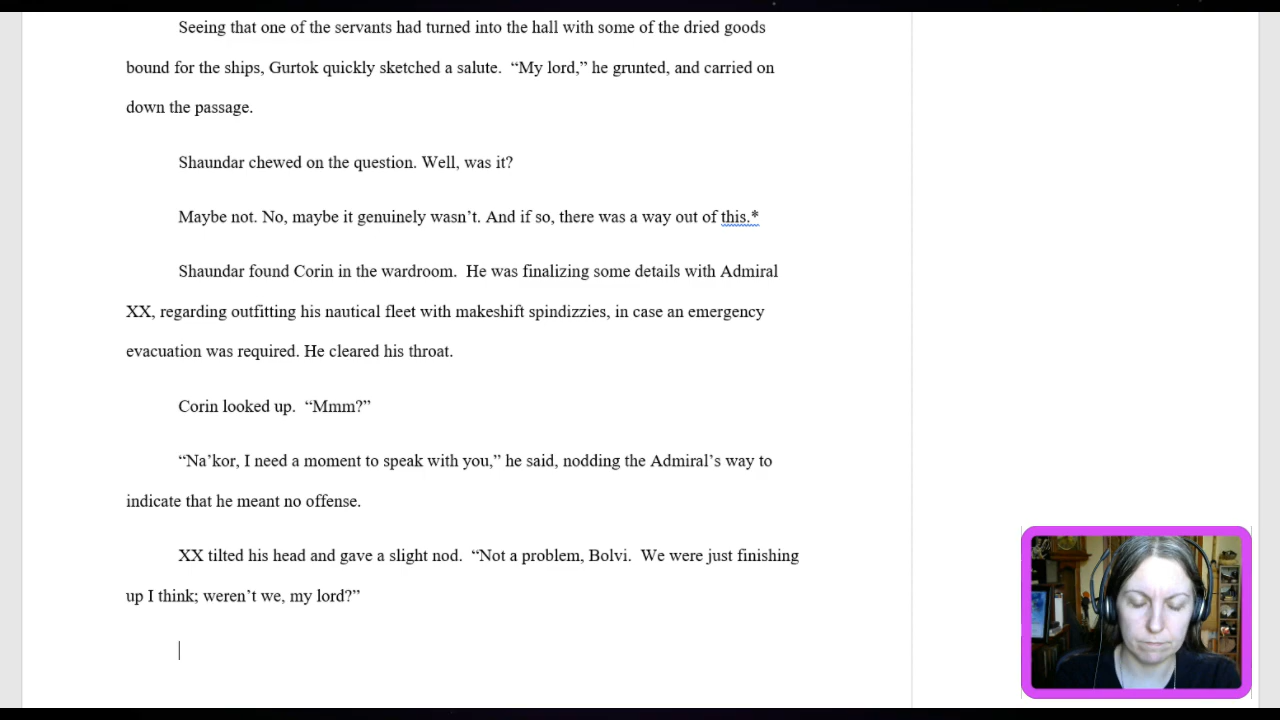 Seeing that one of the servants had turned into the hall with some of the dried goods
bound for the ships, Gurtok quickly sketched a salute.  “My lord,” he grunted, and carried on
down the passage.
Shaundar chewed on the question. Well, was it?
Maybe not. No, maybe it genuinely wasn’t. And if so, there was a way out of this.*
Shaundar found Corin in the wardroom.  He was finalizing some details with Admiral
XX, regarding outfitting his nautical fleet with makeshift spindizzies, in case an emergency
evacuation was required. He cleared his throat.
Corin looked up.  “Mmm?”
“Na’kor, I need a moment to speak with you,” he said, nodding the Admiral’s way to
indicate that he meant no offense.
XX tilted his head and gave a slight nod.  “Not a problem, Bolvi.  We were just finishing
up I think; weren’t we, my lord?”